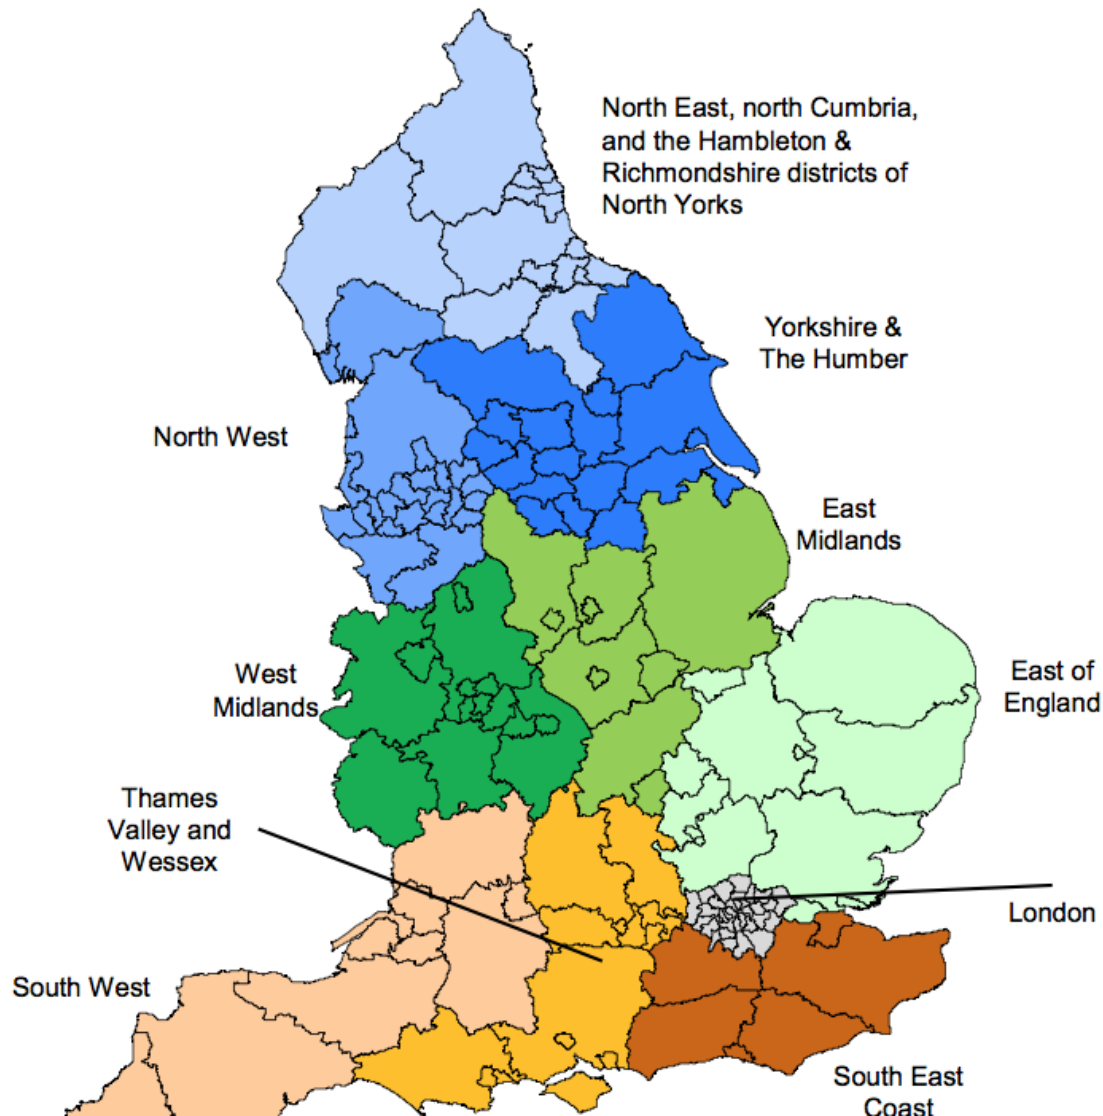 North East, north Cumbria,
and the Hambleton &
Richmondshire districts of
North Yorks
Yorkshire &
The Humber
North West
East
Midlands
West
Midlands
East of
England
Thames
Valley and
Wessex
London
South West
South East
Coast